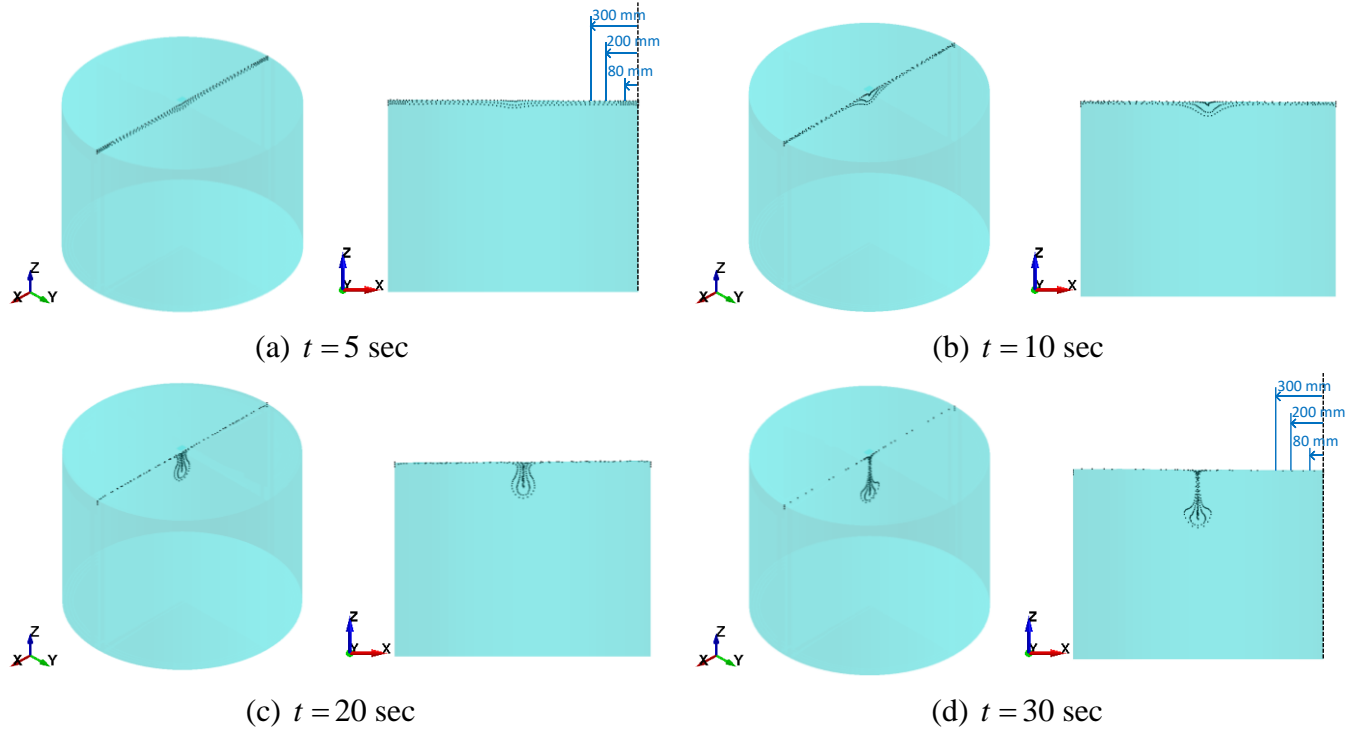 300 mm
200 mm
80 mm
Z
X
Y
Z
Y
X
(a) t = 5 sec
Z
X
Y
Z
Y
X
(b) t = 10 sec
Z
X
Y
Z
Y
X
(c) t = 20 sec
300 mm
200 mm
80 mm
Z
X
Y
Z
Y
X
(d) t = 30 sec